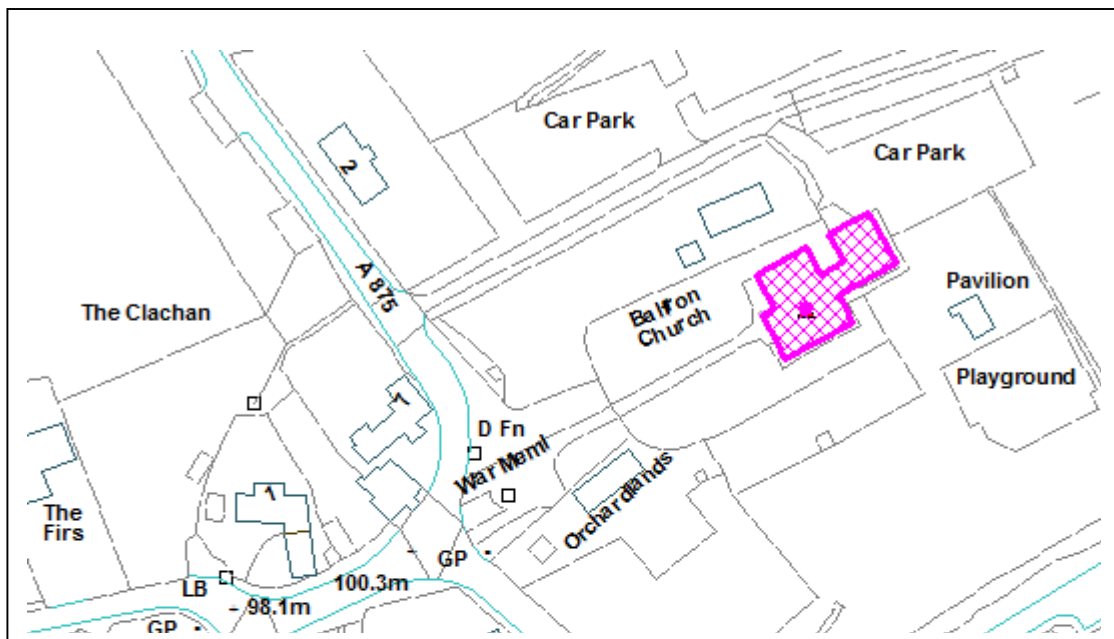 Car Park
Car Park
2
A 875
The Clachan
Balfron
Church
Pavilion
Playground
7
D Fn
War Meml
Orchardlands
The
Firs
1
GP
100.3m
LB
98.1m
GP